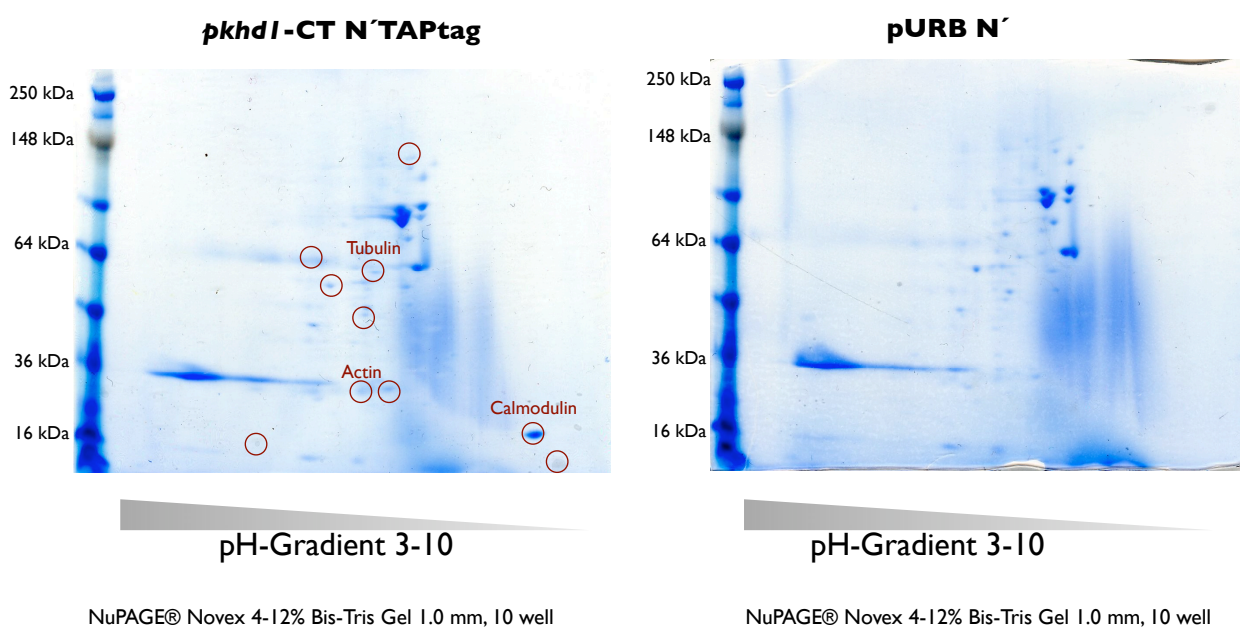 pkhd1-CT N´TAPtag
250 kDa
148 kDa
64 kDa
36 kDa
16 kDa
Tubulin
Actin
Calmodulin
pH-Gradient 3-10
NuPAGE® Novex 4-12% Bis-Tris Gel 1.0 mm, 10 well
pURB N´
250 kDa
148 kDa
64 kDa
36 kDa
16 kDa
pH-Gradient 3-10
NuPAGE® Novex 4-12% Bis-Tris Gel 1.0 mm, 10 well